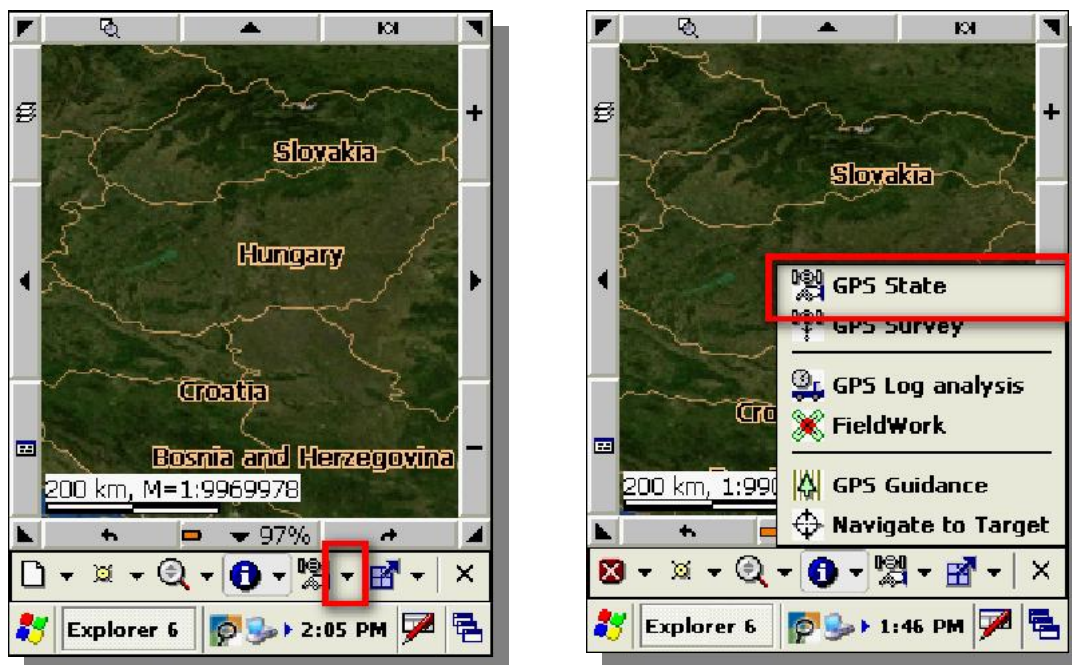 Slovakia
Hungary
Croatia
Bosnia and Herzegovina
200 km, M=1:9969978
97%
Explorer 6
2:05 PM
Slovakia
GPS State
GPS Survey
GPS Log analysis
FieldWork
Cro
200 km, 1:990
GPS Guidance
Navigate to Target
Explorer 6
1:46 PM